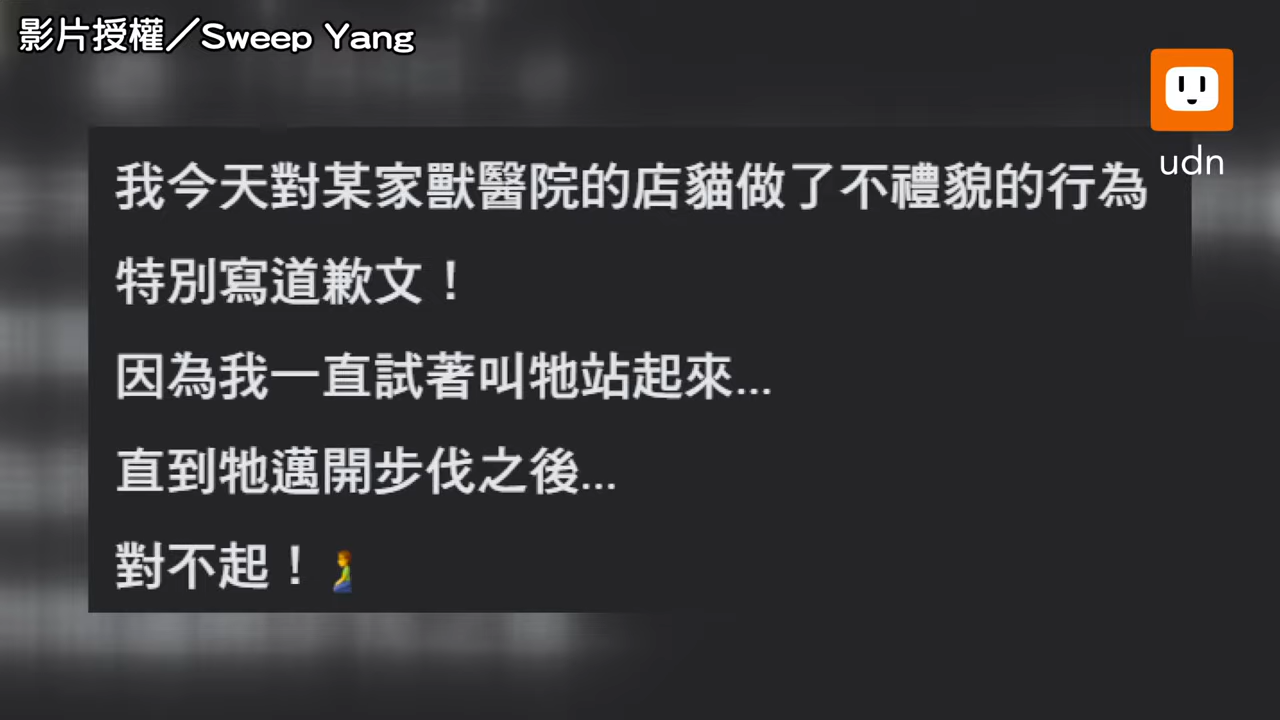 影片授權／Sweep Yang
udn
我今天對某家獸醫院的店貓做了不禮貌的行為
特別寫道歉文！
因為我一直試著叫牠站起來...
直到牠邁開步伐之後...
對不起！🧎